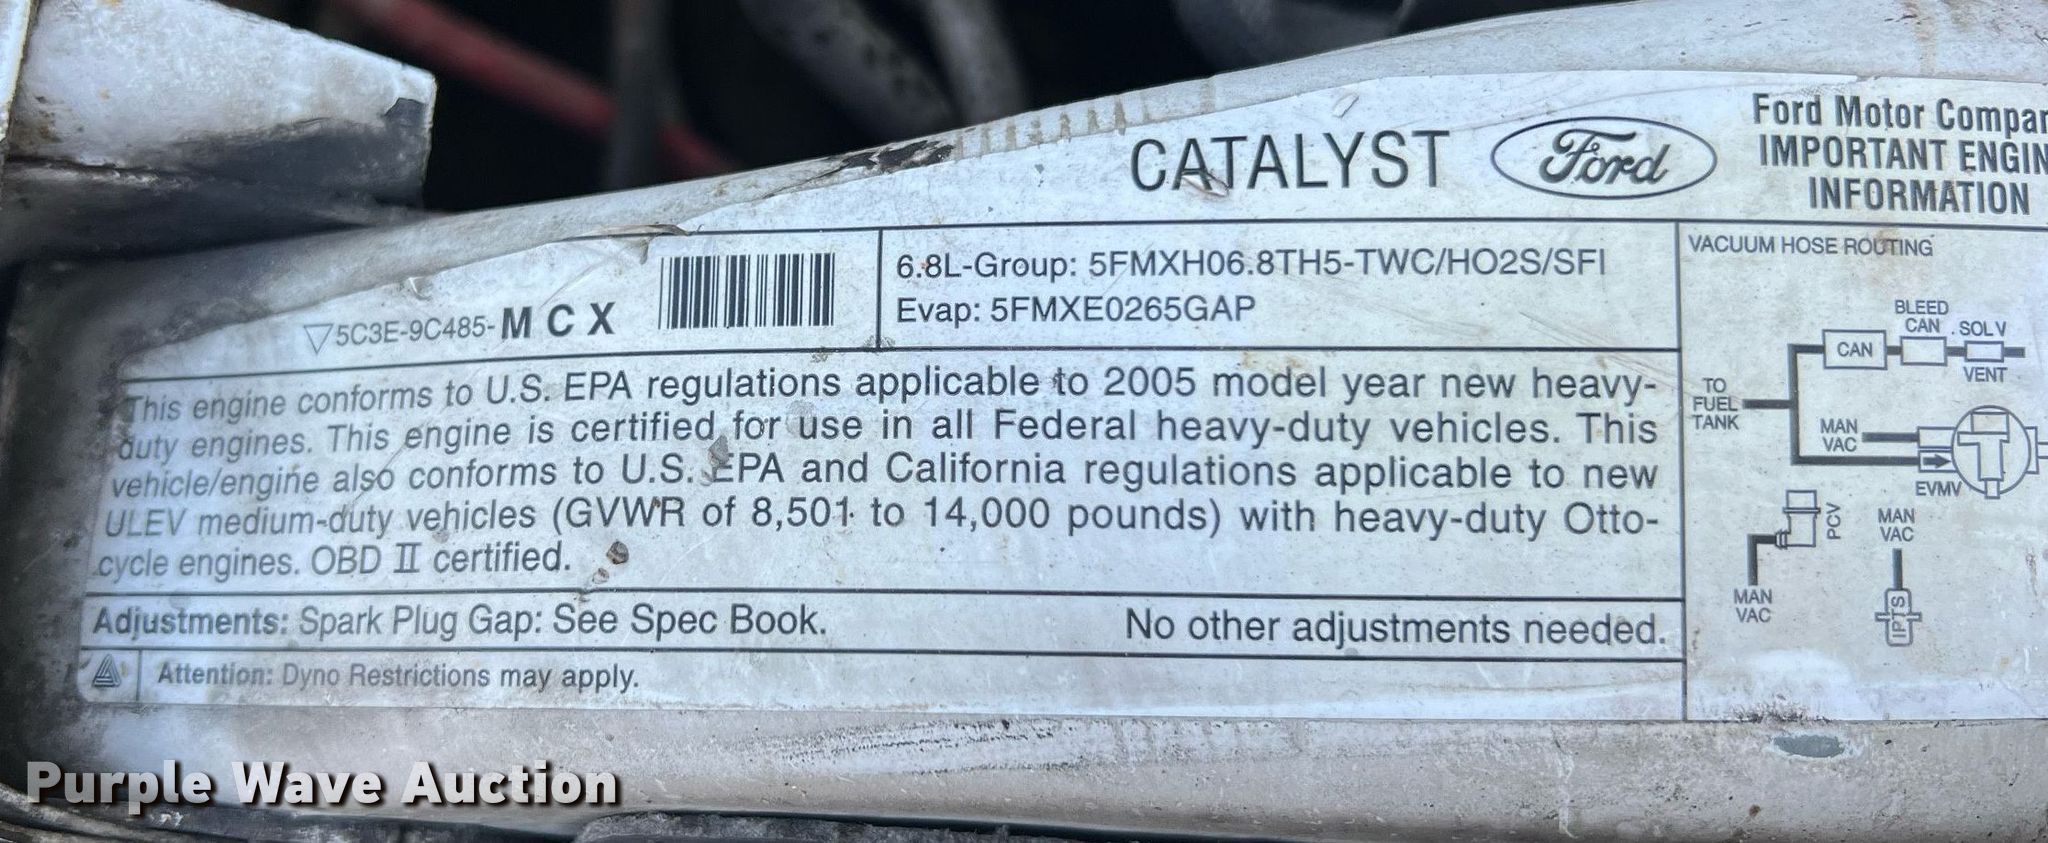 CATALYST Ford
Ford Motor
IMPORTANT
INFORMATION
5C3E-9C485-MCX
6.8L-Group: 5FMXH06.8TH5-TWC/HO2S/SFI
Evap: 5FMXE0265GAP
This engine conforms to U.S. EPA regulations applicable to 2005 model year new heavy-
duty engines. This engine is certified for use in all Federal heavy-duty vehicles. This
vehicle/engine also conforms to U.S. EPA and California regulations applicable to new
ULEV medium-duty vehicles (GVWR of 8,501 to 14,000 pounds) with heavy-duty Otto-
cycle engines. OBD II certified.
Adjustments: Spark Plug Gap: See Spec Book. No other adjustments needed.
Attention: Dyno Restrictions may apply.
VACUUM HOSE ROUTING
BLEED
CAN
SOLV
CAN
VENT
TO
FUEL
TANK
MAN
VAC
EVMV
PCV
MAN
VAC
MAN
VAC
IPTS
Purple Wave Auction